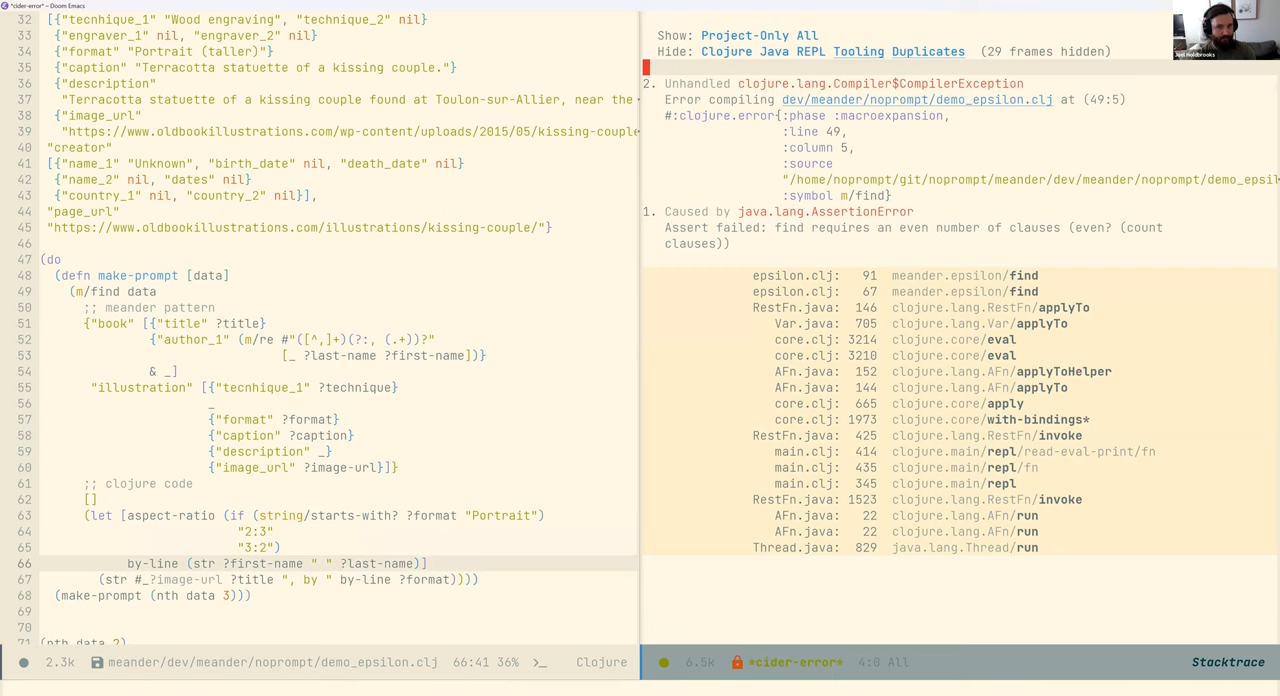 *cider-error* – Doom Emacs
32 [{"tecnhique_1" "Wood engraving", "technique_2" nil}
33 {"engraver_1" nil, "engraver_2" nil}
34 {"format" "Portrait (taller)"}
35 {"caption" "Terracotta statuette of a kissing couple."}
36 {"description"
37 "Terracotta statuette of a kissing couple found at Toulon-sur-Allier, near the
38 {"image_url"
39 "https://www.oldbookillustrations.com/wp-content/uploads/2015/05/kissing-couple
40 "creator"
41 [{"name_1" "Unknown", "birth_date" nil, "death_date" nil}
42 {"name_2" nil, "dates" nil}
43 {"country_1" nil, "country_2" nil}],
44 "page_url"
45 "https://www.oldbookillustrations.com/illustrations/kissing-couple/"}
46
47 (do
48 (defn make-prompt [data]
49 (m/find data
50 ;; meander pattern
51 {"book" [{"title" ?title}
52 {"author_1" (m/re #"([^,]+)(?:, (.+))?"
53 [_ ?last-name ?first-name])}
54 & _]
55 "illustration" [{"tecnhique_1" ?technique}
56 _
57 {"format" ?format}
58 {"caption" ?caption}
59 {"description" _}
60 {"image_url" ?image-url}]}
61 ;; clojure code
62 []
63 (let [aspect-ratio (if (string/starts-with? ?format "Portrait")
64 "2:3"
65 "3:2")
66 by-line (str ?first-name " " ?last-name)]
67 (str #_?image-url ?title ", by " by-line ?format))))
68 (make-prompt (nth data 3)))
69
70
71 (nth data 2)
2.3k meander/dev/meander/noprompt/demo_epsilon.clj 66:41 36% >_ Clojure
Show: Project-Only All
Hide: Clojure Java REPL Tooling Duplicates (29 frames hidden)
2. Unhandled clojure.lang.Compiler$CompilerException
Error compiling dev/meander/noprompt/demo_epsilon.clj at (49:5)
#:clojure.error{:phase :macroexpansion,
:line 49,
:column 5,
:source
"/home/noprompt/git/noprompt/meander/dev/meander/noprompt/demo_epsil
:symbol m/find}
1. Caused by java.lang.AssertionError
Assert failed: find requires an even number of clauses (even? (count
clauses))
epsilon.clj: 91 meander.epsilon/find
epsilon.clj: 67 meander.epsilon/find
RestFn.java: 146 clojure.lang.RestFn/applyTo
Var.java: 705 clojure.lang.Var/applyTo
core.clj: 3214 clojure.core/eval
core.clj: 3210 clojure.core/eval
AFn.java: 152 clojure.lang.AFn/applyToHelper
AFn.java: 144 clojure.lang.AFn/applyTo
core.clj: 665 clojure.core/apply
core.clj: 1973 clojure.core/with-bindings*
RestFn.java: 425 clojure.lang.RestFn/invoke
main.clj: 414 clojure.main/repl/read-eval-print/fn
main.clj: 435 clojure.main/repl/fn
main.clj: 345 clojure.main/repl
RestFn.java: 1523 clojure.lang.RestFn/invoke
AFn.java: 22 clojure.lang.AFn/run
AFn.java: 22 clojure.lang.AFn/run
Thread.java: 829 java.lang.Thread/run
6.5k *cider-error* 4:0 All Stacktrace
Joel Holdbrooks